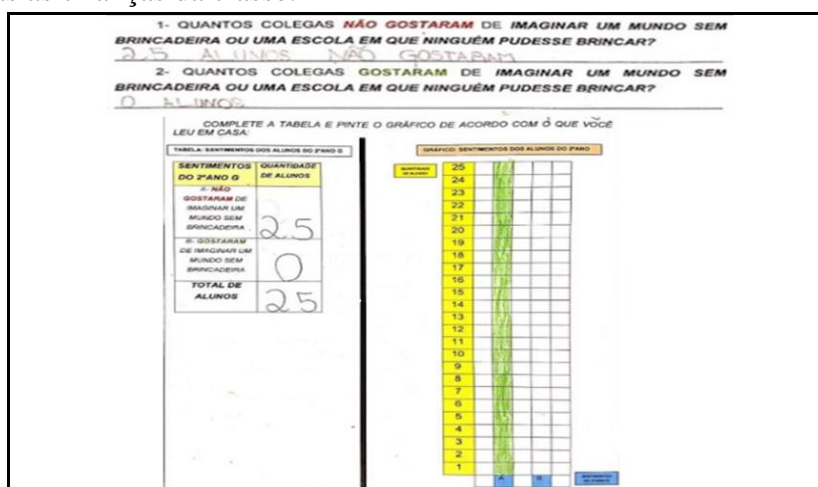 1- QUANTOS COLEGAS NÃO GOSTARAM DE IMAGINAR UM MUNDO SEM
BRINCADEIRA OU UMA ESCOLA EM QUE NINGUÉM PUDESSE BRINCAR?
25 ALUNOS NÃO GOSTARAM
2- QUANTOS COLEGAS GOSTARAM DE IMAGINAR UM MUNDO SEM
BRINCADEIRA OU UMA ESCOLA EM QUE NINGUÉM PUDESSE BRINCAR?
0 ALUNOS
COMPLETE A TABELA E PINTE O GRÁFICO DE ACORDO COM O QUE VOCÊ
LEU EM CASA:
TABELA: SENTIMENTOS DOS ALUNOS DO 2ºANO G
SENTIMENTOS
DO 2ºANO G
QUANTIDADE
DE ALUNOS
A- NÃO
GOSTARAM DE
IMAGINAR UM
MUNDO SEM
BRINCADEIRA
25
B- GOSTARAM
DE IMAGINAR UM
MUNDO SEM
BRINCADEIRA
0
TOTAL DE
ALUNOS
25
GRÁFICO: SENTIMENTOS DOS ALUNOS DO 2ºANO
QUANTIDADE
DE ALUNOS
25
24
23
22
21
20
19
18
17
16
15
14
13
12
11
10
9
8
7
6
5
4
3
2
1
A B